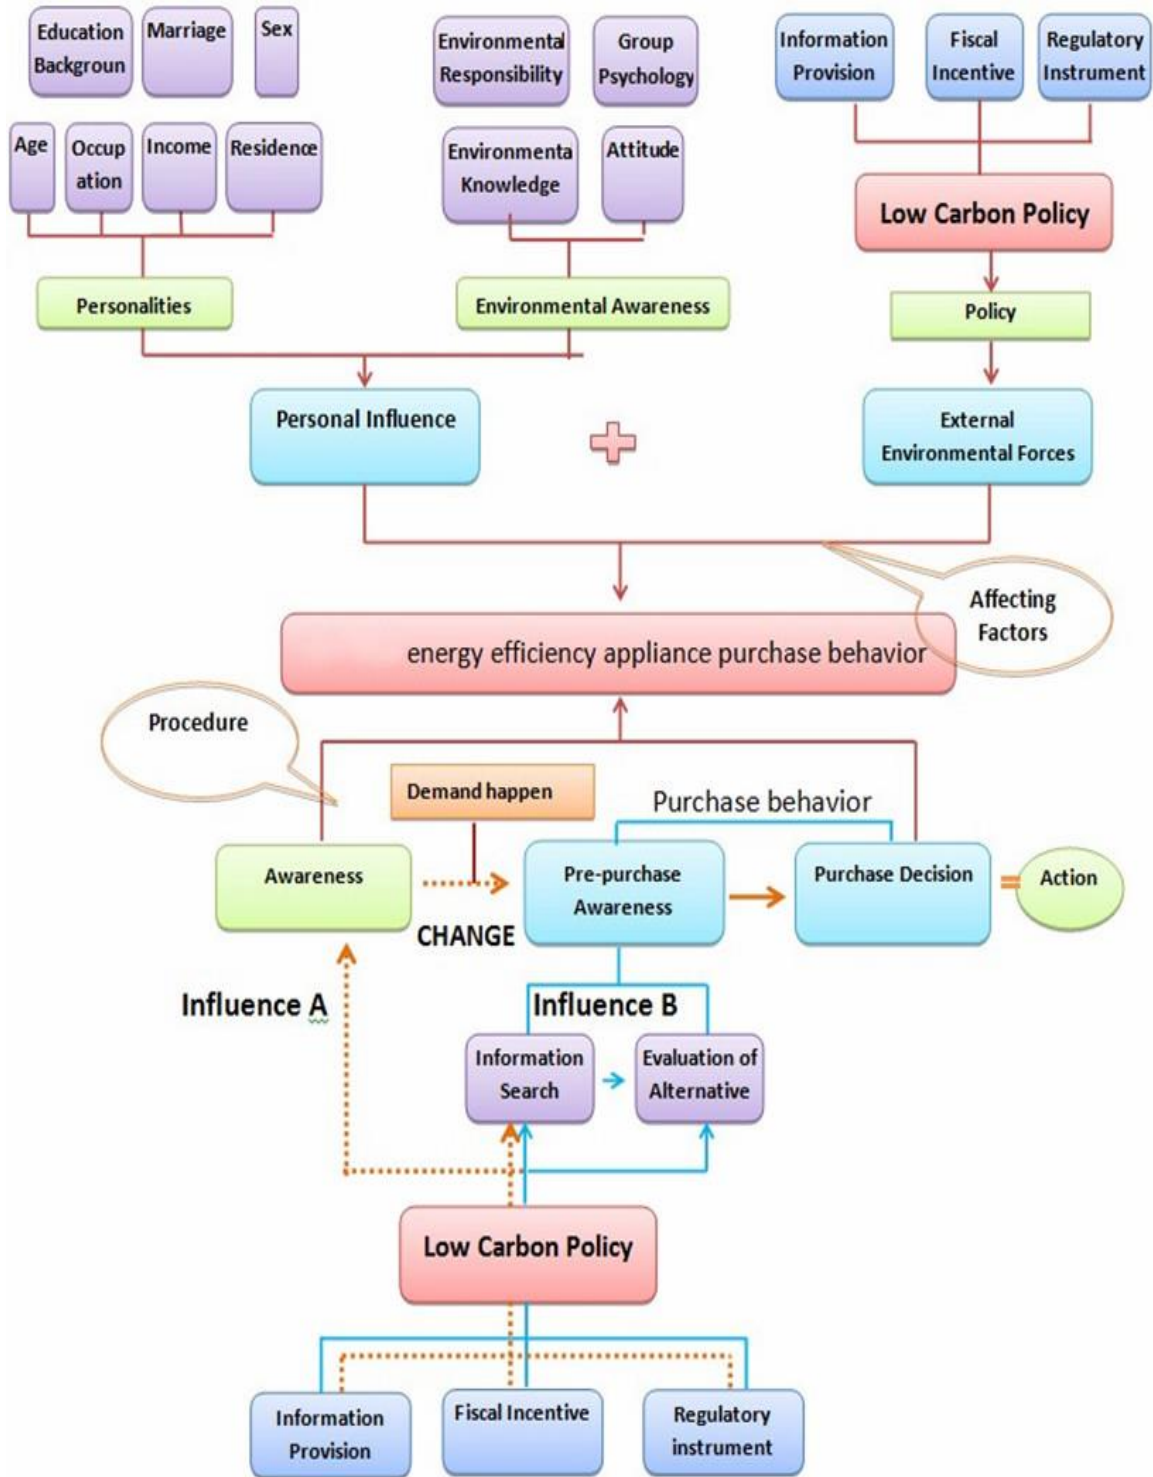 Education
Backgroun
Marriage
Sex
Environmental
Responsibility
Group
Psychology
Information
Provision
Fiscal
Incentive
Regulatory
Instrument
Age
Occup
ation
Income
Residence
Environmenta
Knowledge
Attitude
Low Carbon Policy
Personalities
Environmental Awareness
Policy
Personal Influence
External
Environmental Forces
Affecting
Factors
energy efficiency appliance purchase behavior
Procedure
Demand happen
Purchase behavior
Awareness
Pre-purchase
Awareness
Purchase Decision
Action
CHANGE
Influence A
Influence B
Information
Search
Evaluation of
Alternative
Low Carbon Policy
Information
Provision
Fiscal Incentive
Regulatory
instrument